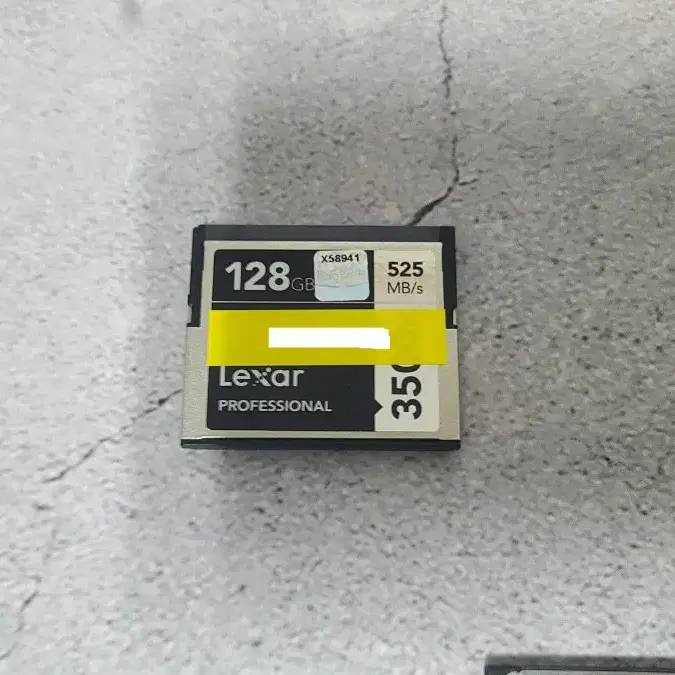 128GB
X58941
525
MB/s
Lexar
PROFESSIONAL
350